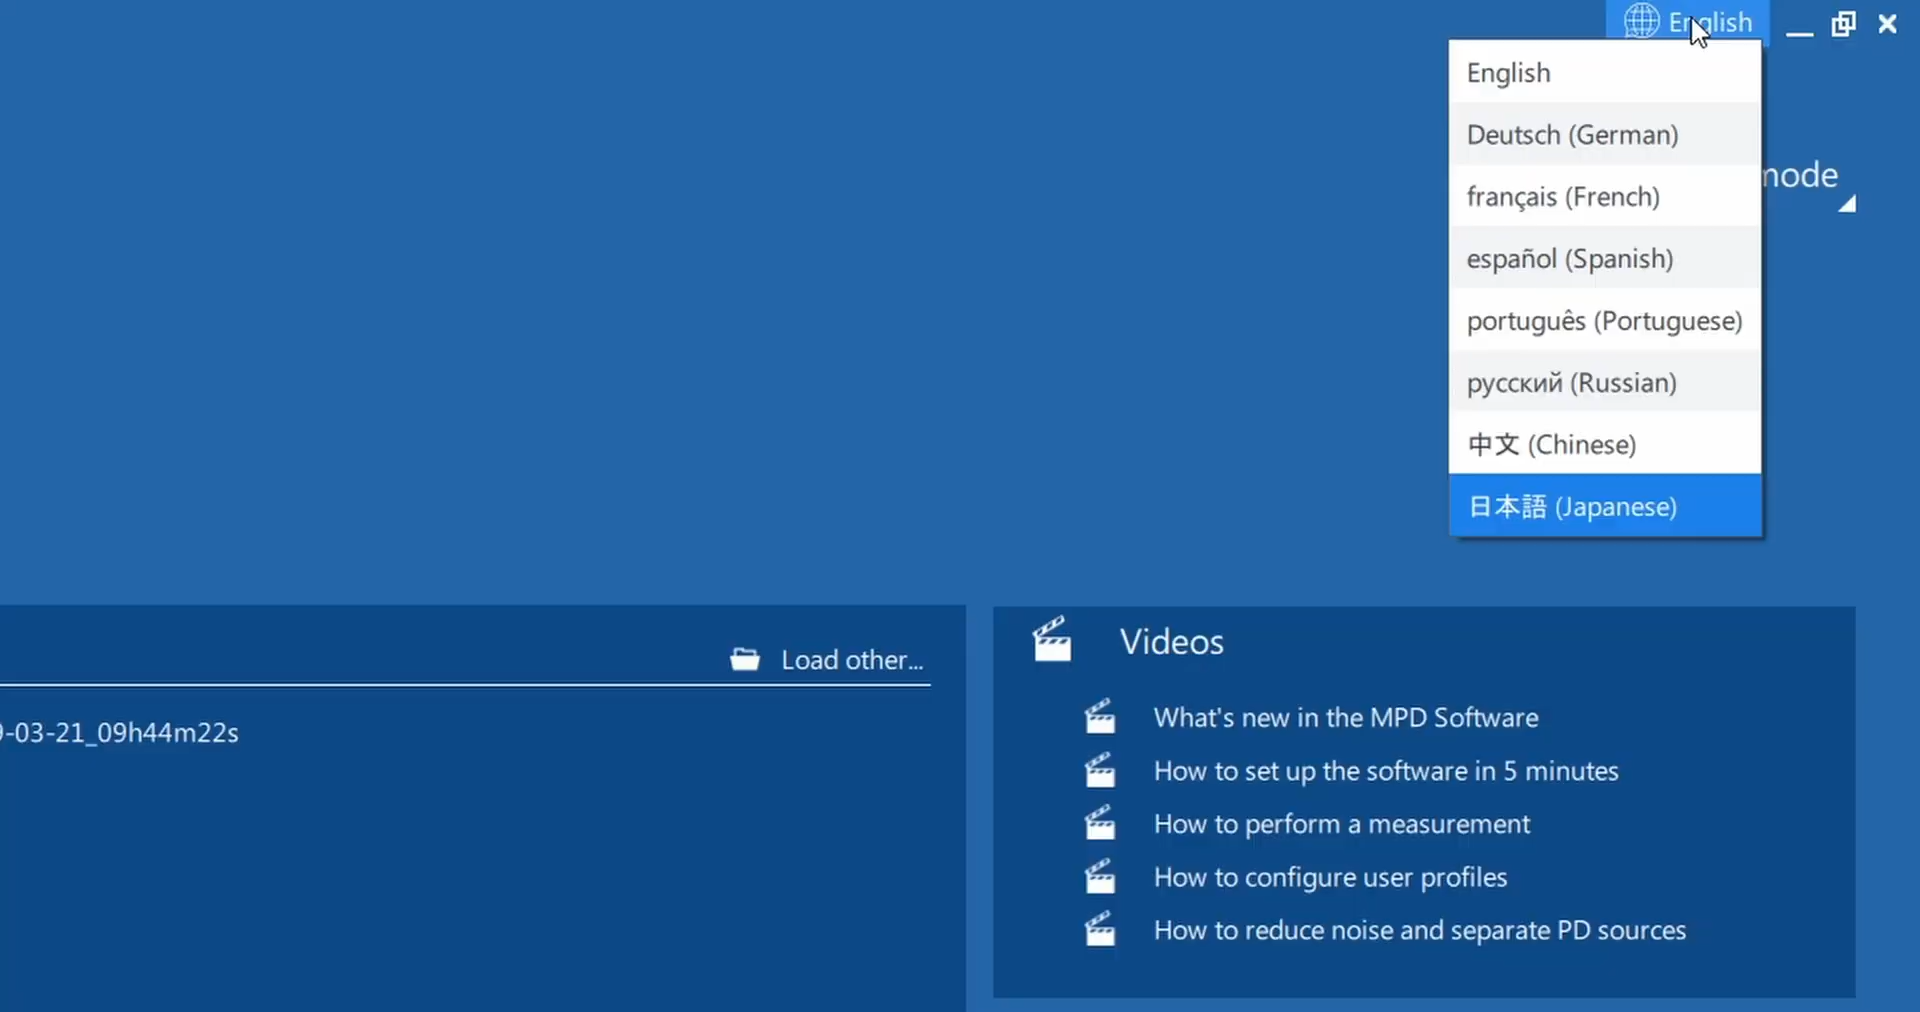 English
English
Deutsch (German)
français (French)
español (Spanish)
português (Portuguese)
русский (Russian)
中文 (Chinese)
日本語 (Japanese)
Load other...
-03-21_09h44m22s
Videos
What's new in the MPD Software
How to set up the software in 5 minutes
How to perform a measurement
How to configure user profiles
How to reduce noise and separate PD sources